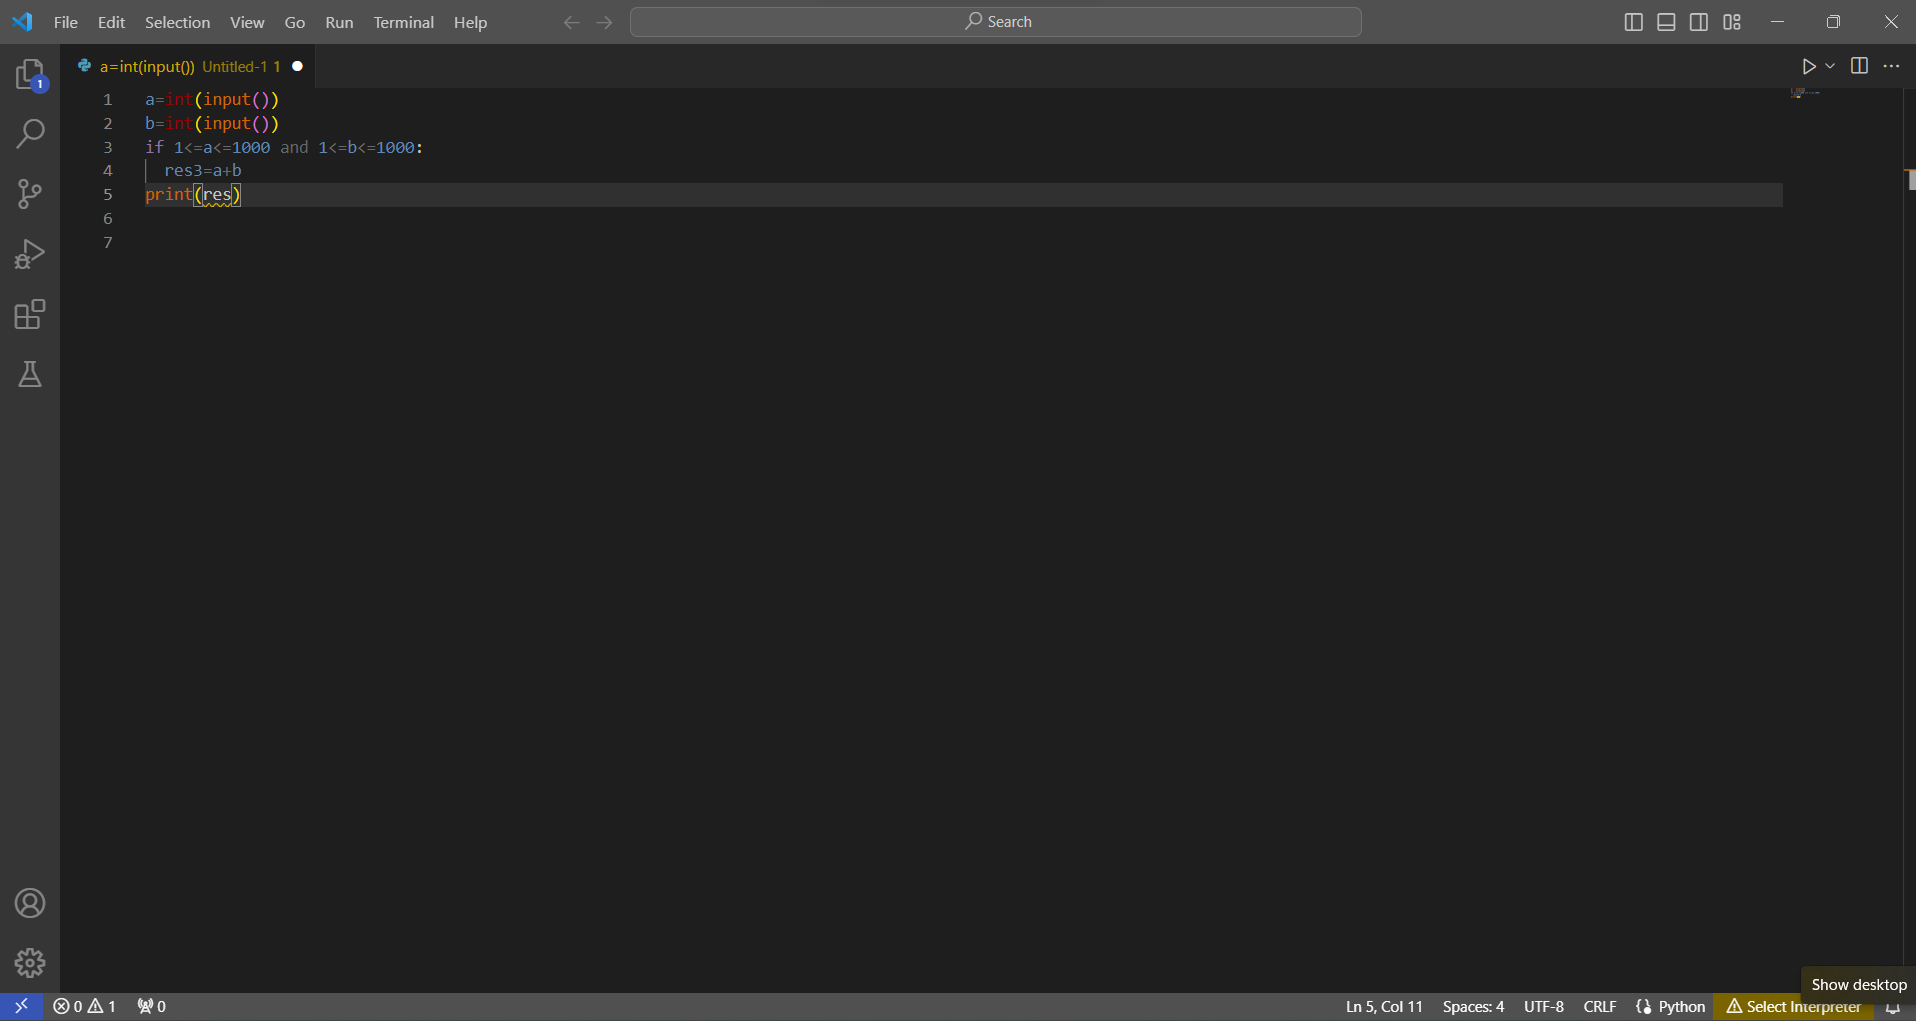 File Edit Selection View Go Run Terminal Help Search
1
a=int(input()) Untitled-1 1
1 a=int(input())
2 b=int(input())
3 if 1<=a<=1000 and 1<=b<=1000:
4 res3=a+b
5 print(res)
6
7
Show desktop
0 1 0 Ln 5, Col 11 Spaces: 4 UTF-8 CRLF Python Select Interpreter